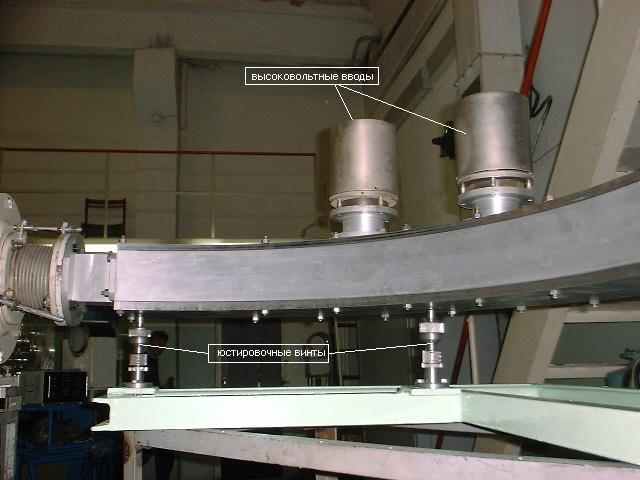 высоковольтные вводы
юстировочные винты